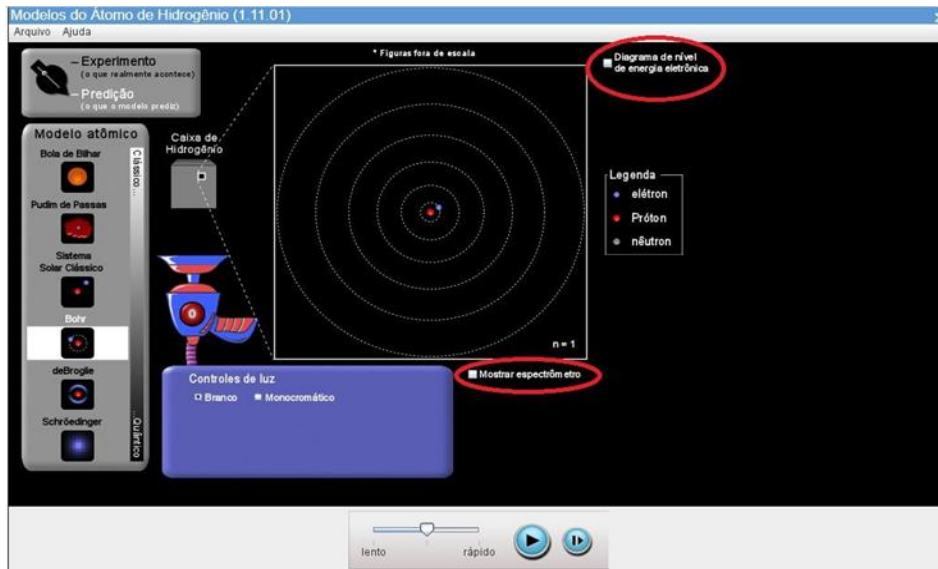 Modelos do Átomo de Hidrogênio (1.11.01)
Arquivo Ajuda
Experimento
(o que realmente acontece)
Predição
(o que o modelo prediz)
Modelo atômico
Bola de Bilhar
Pudim de Passas
Sistema
Solar Clássico
Bohr
deBroglie
Schröedinger
Clássico...
...Quântico
Caixa de
Hidrogênio
* Figuras fora de escala
n = 1
Diagrama de nível
de energia eletrônica
Legenda
elétron
Próton
nêutron
Mostrar espectrômetro
Controles de luz
Branco Monocromático
lento rápido